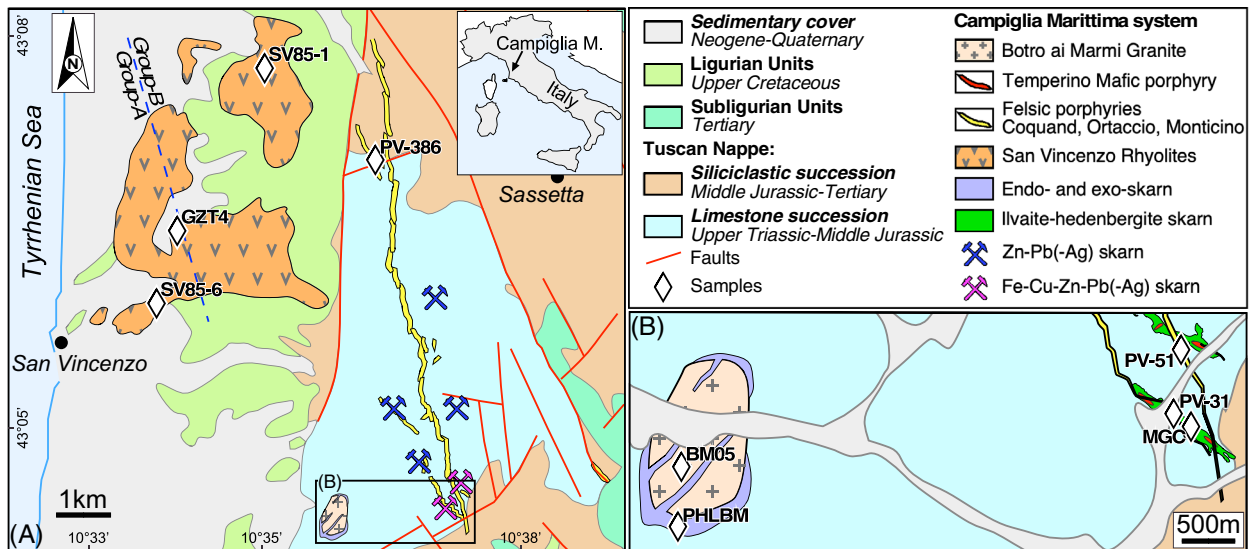 43°08'
Tyrrhenian Sea
N
Group-B
Group-A
SV85-1
Campiglia M.
Italy
PV-386
Sassetta
GZT4
SV85-6
San Vincenzo
43°05'
1km
(B)
(A)
10°33'
10°35'
10°38'
Sedimentary cover
Neogene-Quaternary
Ligurian Units
Upper Cretaceous
Subligurian Units
Tertiary
Tuscan Nappe:
Siliciclastic succession
Middle Jurassic-Tertiary
Limestone succession
Upper Triassic-Middle Jurassic
Faults
Samples
Campiglia Marittima system
Botro ai Marmi Granite
Temperino Mafic porphyry
Felsic porphyries
Coquand, Ortaccio, Monticino
San Vincenzo Rhyolites
Endo- and exo-skarn
Ilvaite-hedenbergite skarn
Zn-Pb(-Ag) skarn
Fe-Cu-Zn-Pb(-Ag) skarn
(B)
PV-51
PV-31
MGC
BM05
PHLBM
500m